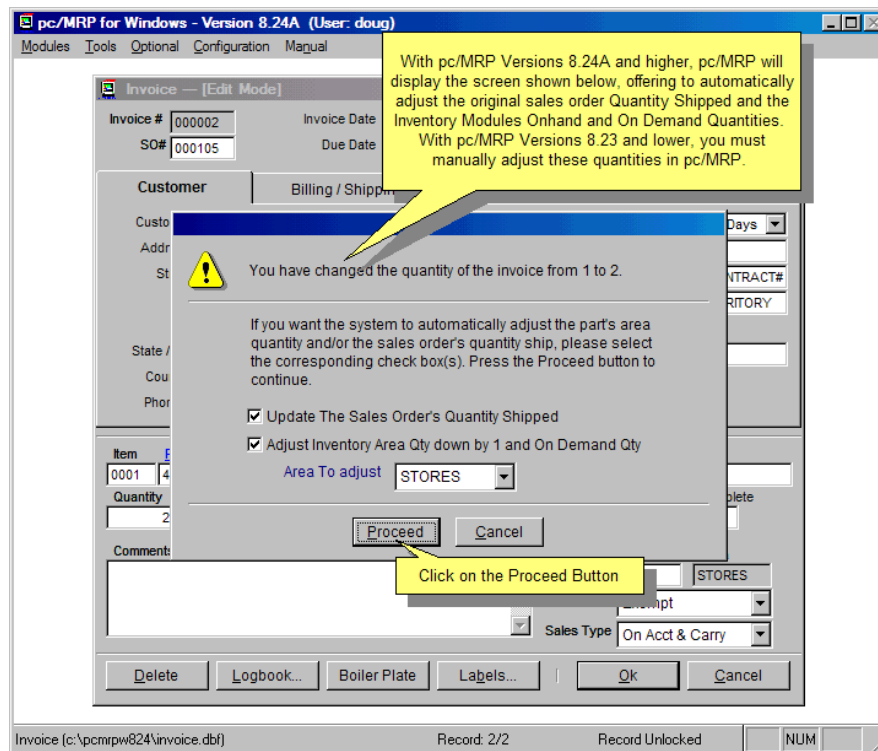 pc/MRP for Windows - Version 8.24A (User: doug)
Modules Tools Optional Configuration Manual
With pc/MRP Versions 8.24A and higher, pc/MRP will
display the screen shown below, offering to automatically
adjust the original sales order Quantity Shipped and the
Inventory Modules Onhand and On Demand Quantities.
With pc/MRP Versions 8.23 and lower, you must
manually adjust these quantities in pc/MRP.
Invoice — [Edit Mode]
Invoice # 000002 Invoice Date
SO# 000105 Due Date
Customer Billing / Shippin
Custo Days
Addr
St NTRACT#
RITORY
State /
Cou
Phor
You have changed the quantity of the invoice from 1 to 2.
If you want the system to automatically adjust the part's area
quantity and/or the sales order's quantity ship, please select
the corresponding check box(s). Press the Proceed button to
continue.
Update The Sales Order's Quantity Shipped
Adjust Inventory Area Qty down by 1 and On Demand Qty
Area To adjust STORES
Proceed Cancel
Click on the Proceed Button
Item
0001 4
Quantity plete
2
Comments
STORES
Exempt
Sales Type On Acct & Carry
Delete Logbook... Boiler Plate Labels... Ok Cancel
Invoice (c:\pcmrpw824\invoice.dbf) Record: 2/2 Record Unlocked NUM